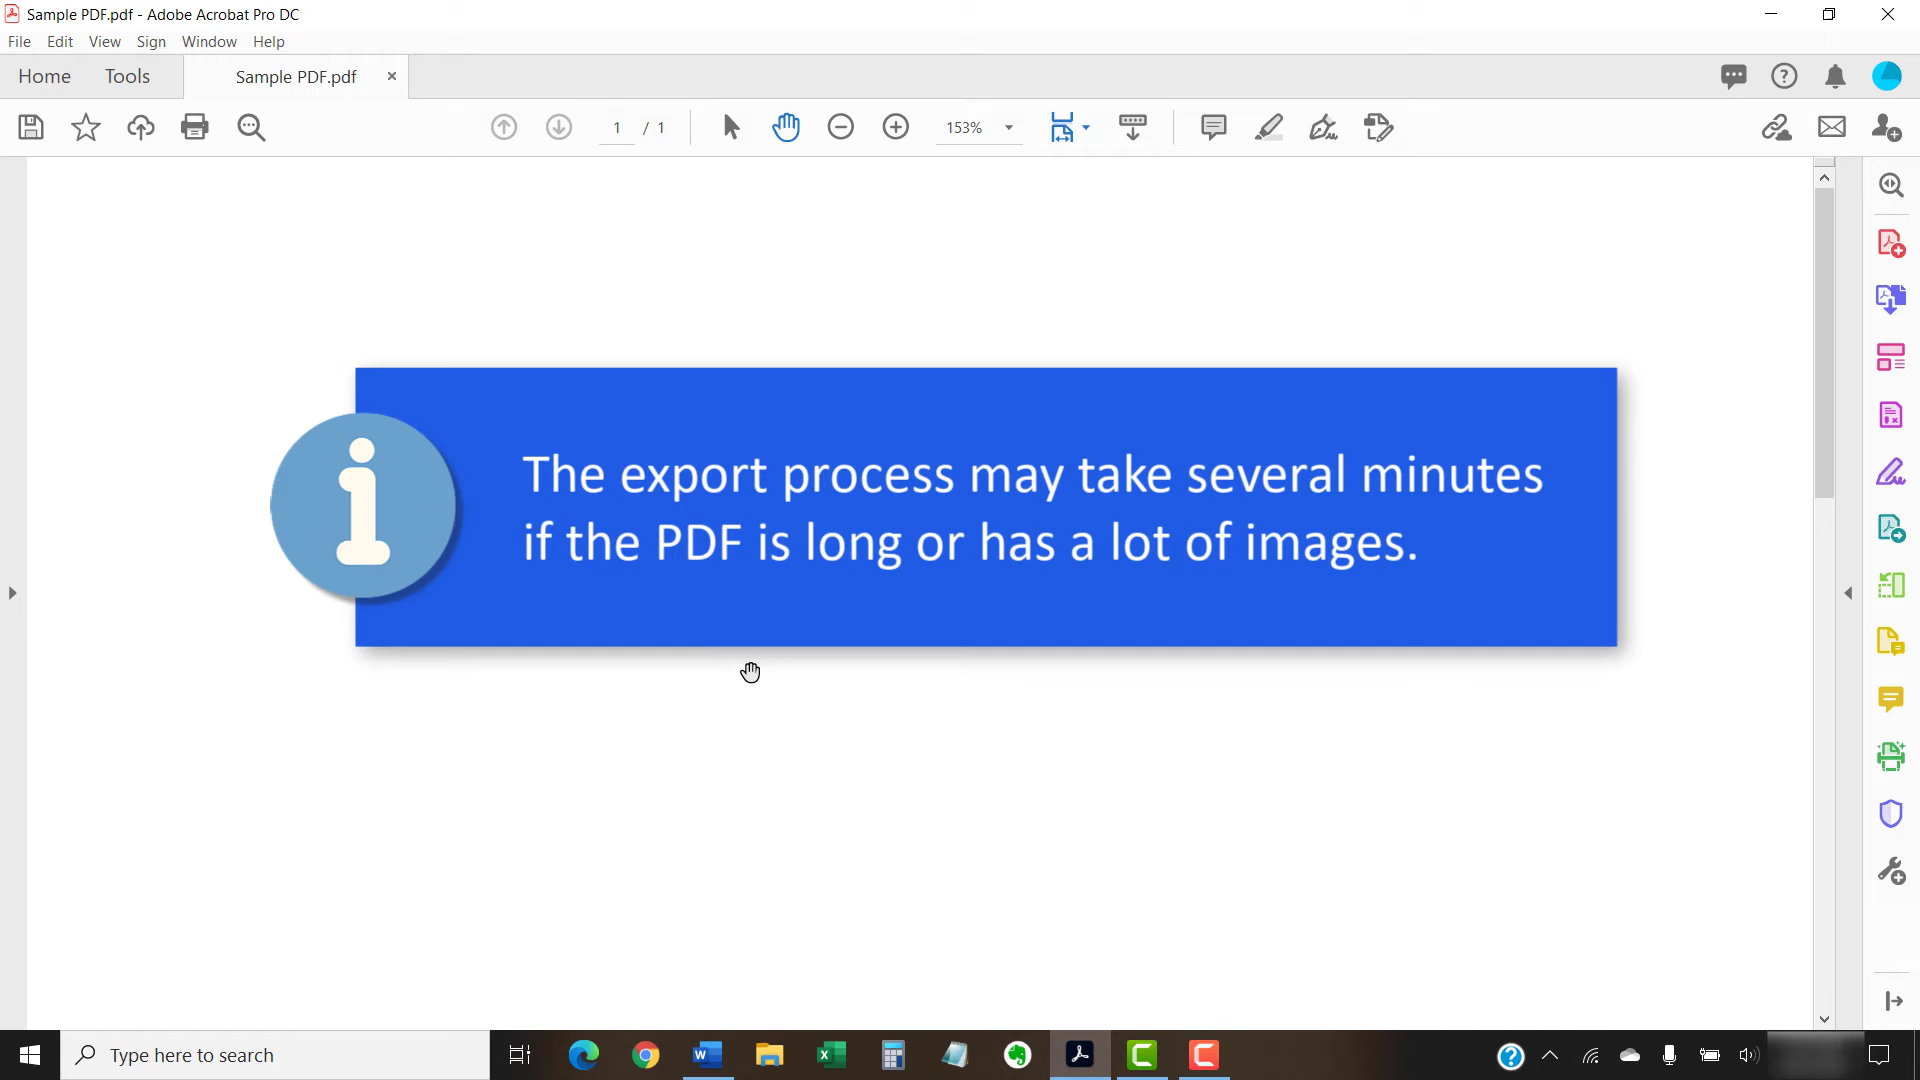 Sample PDF.pdf - Adobe Acrobat Pro DC
File Edit View Sign Window Help
Home Tools Sample PDF.pdf ×
1 / 1 153%
The export process may take several minutes
if the PDF is long or has a lot of images.
Type here to search